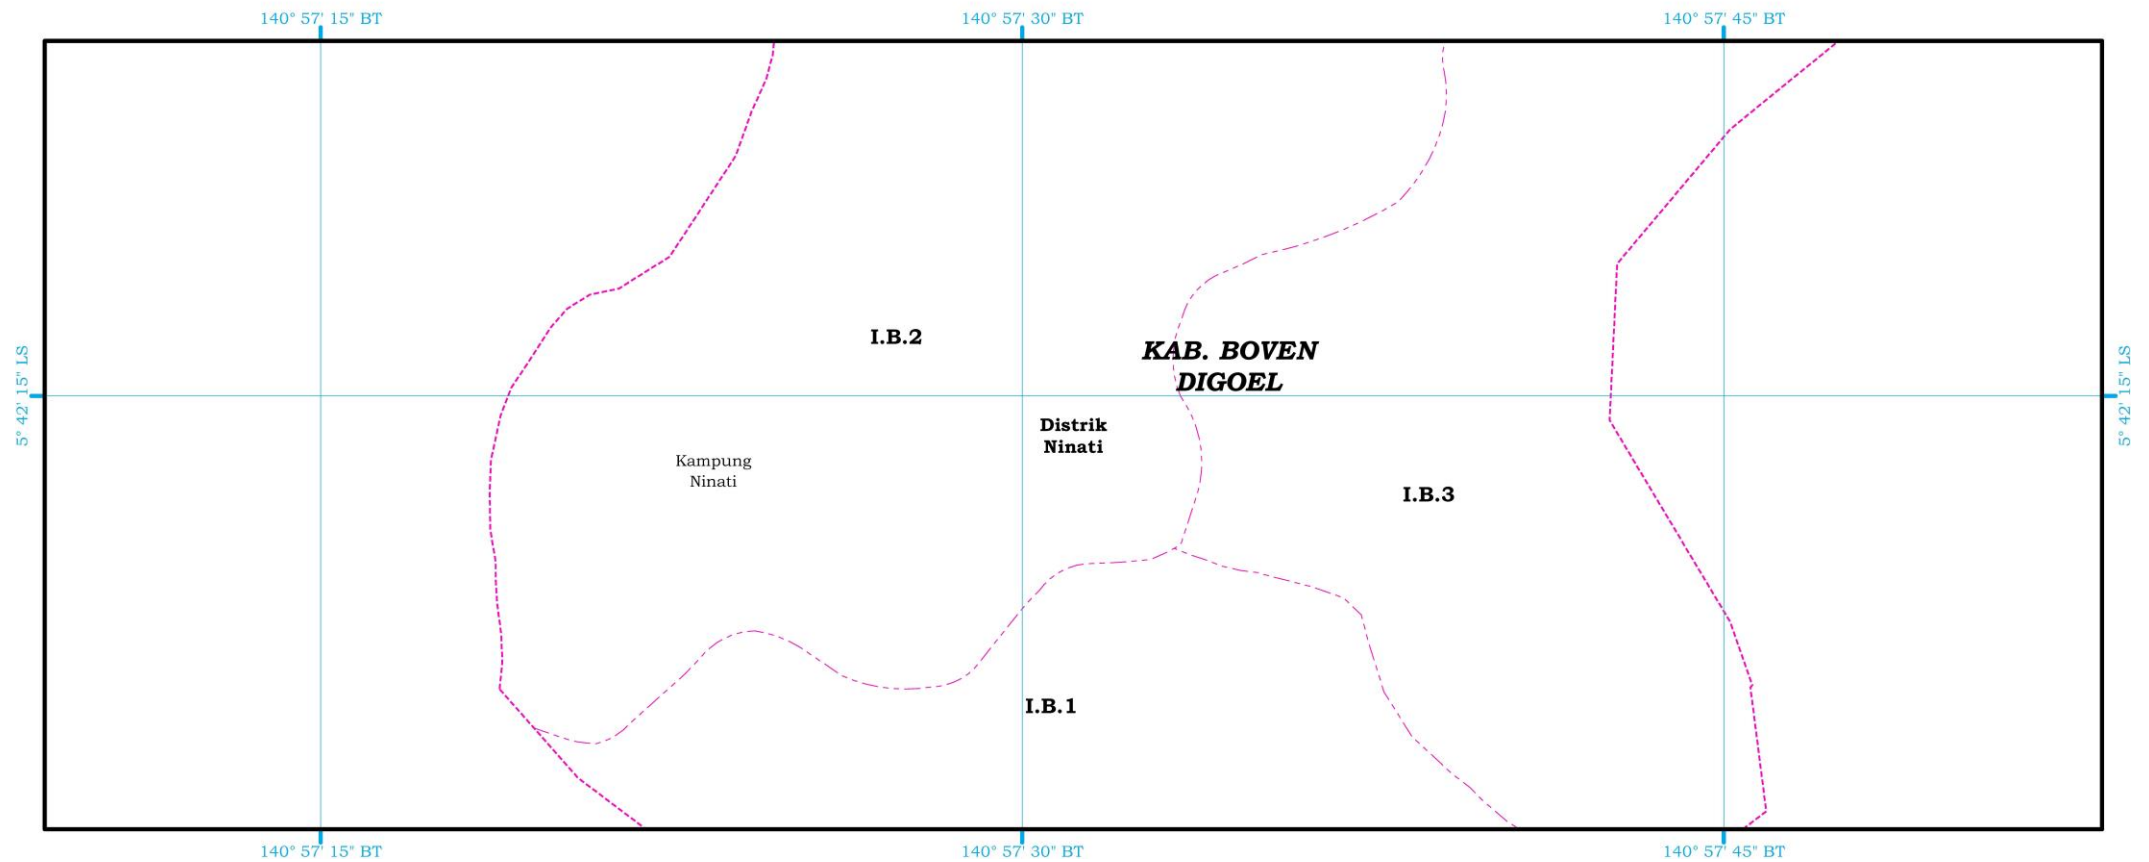 140° 57' 15" BT
140° 57' 30" BT
140° 57' 45" BT
I.B.2
KAB. BOVEN
DIGOEL
5° 42' 15" LS
5° 42' 15" LS
Distrik
Ninati
Kampung
Ninati
I.B.3
I.B.1
140° 57' 15" BT
140° 57' 30" BT
140° 57' 45" BT